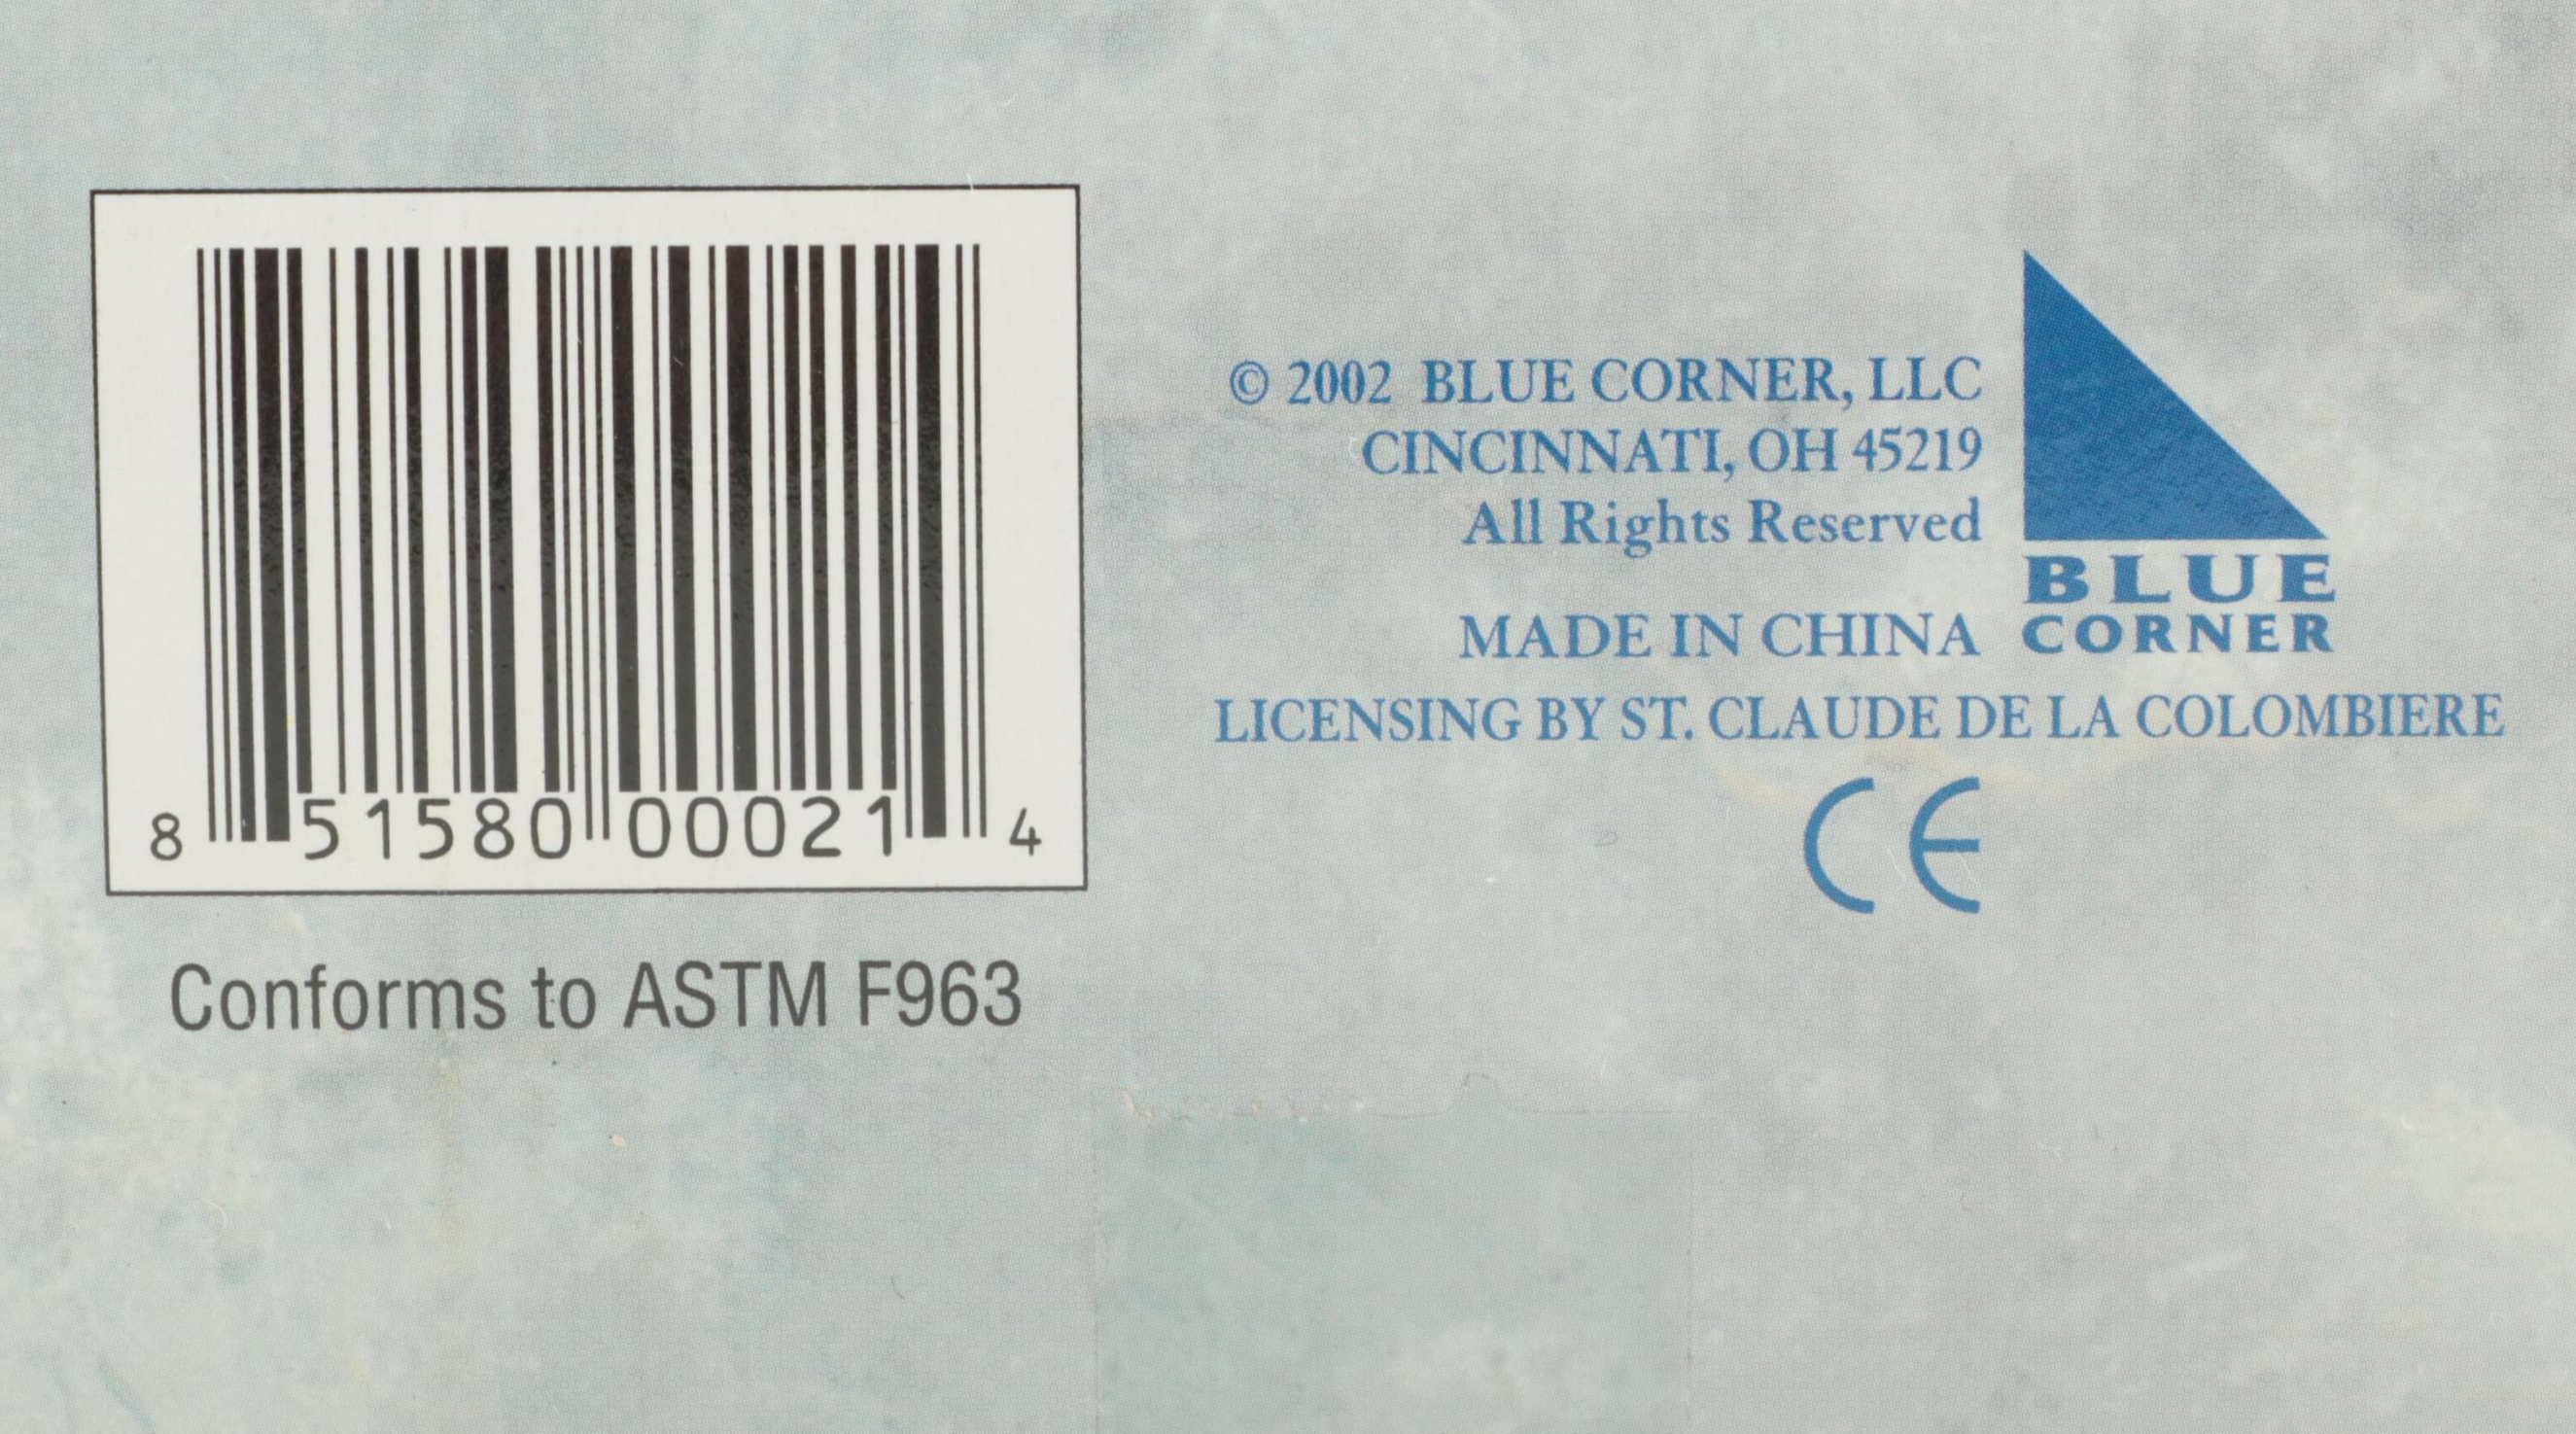 8 51580 00021 4
Conforms to ASTM F963
© 2002 BLUE CORNER, LLC
CINCINNATI, OH 45219
All Rights Reserved
MADE IN CHINA
LICENSING BY ST. CLAUDE DE LA COLOMBIERE
CE
BLUE
CORNER